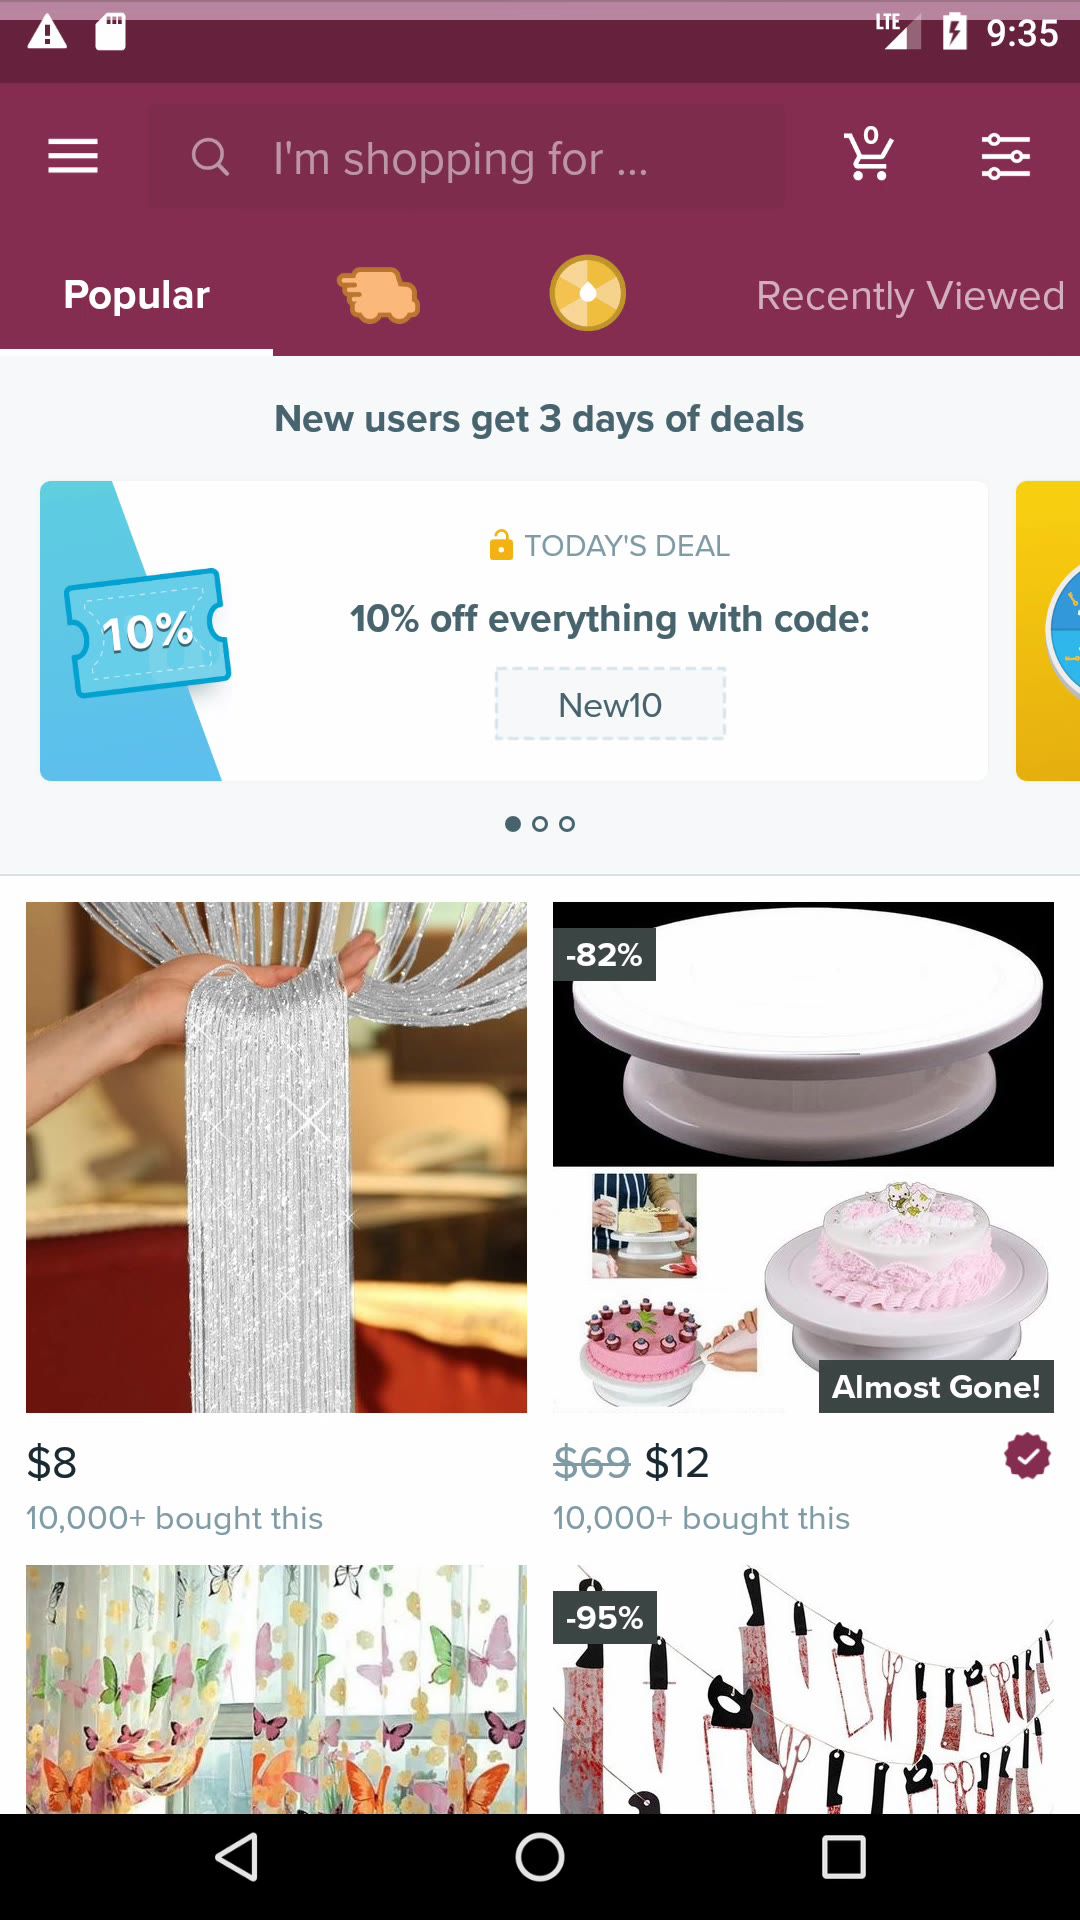 LTE
9:35
I'm shopping for ...
0
Popular
Recently Viewed
New users get 3 days of deals
TODAY'S DEAL
10%
10% off everything with code:
New10
-82%
Almost Gone!
$8
$69 $12
10,000+ bought this
10,000+ bought this
-95%